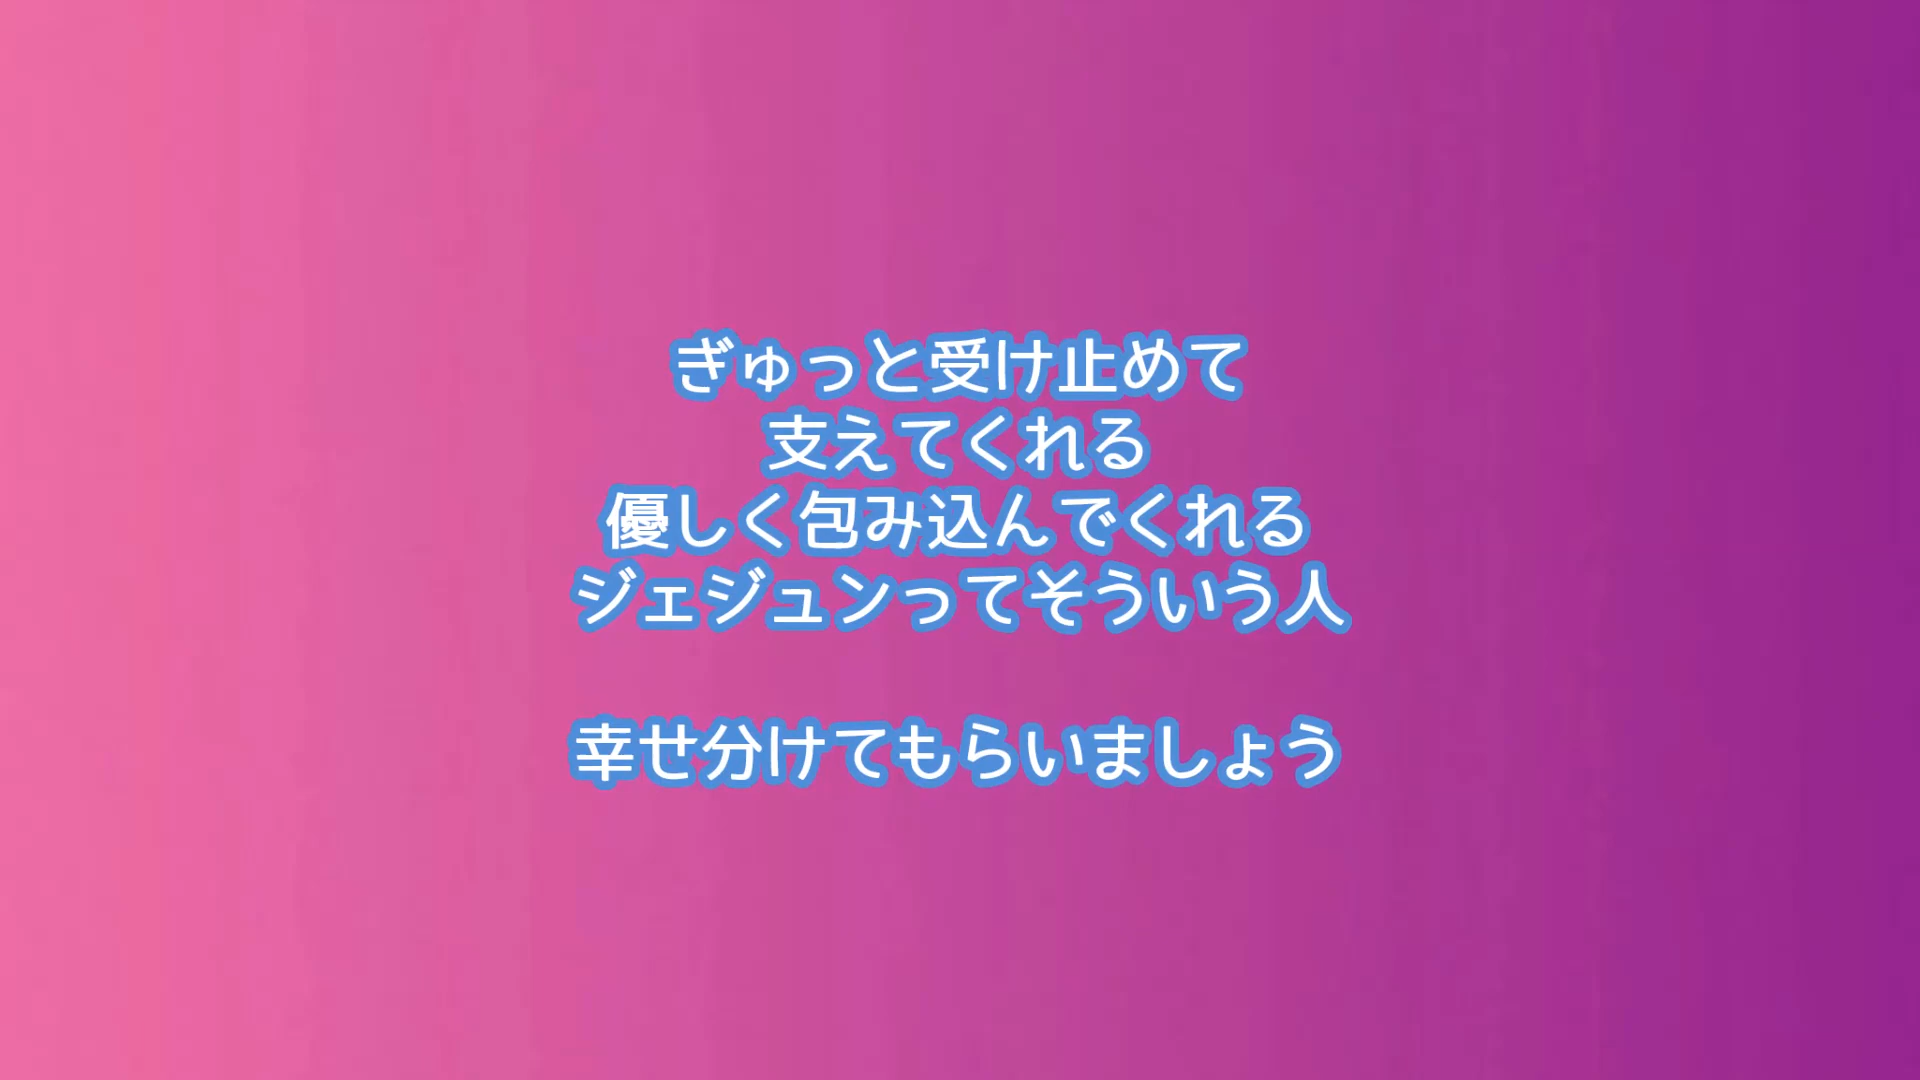 ぎゅっと受け止めて
支えてくれる
優しく包み込んでくれる
ジェジュンってそういう人
幸せ分けてもらいましょう